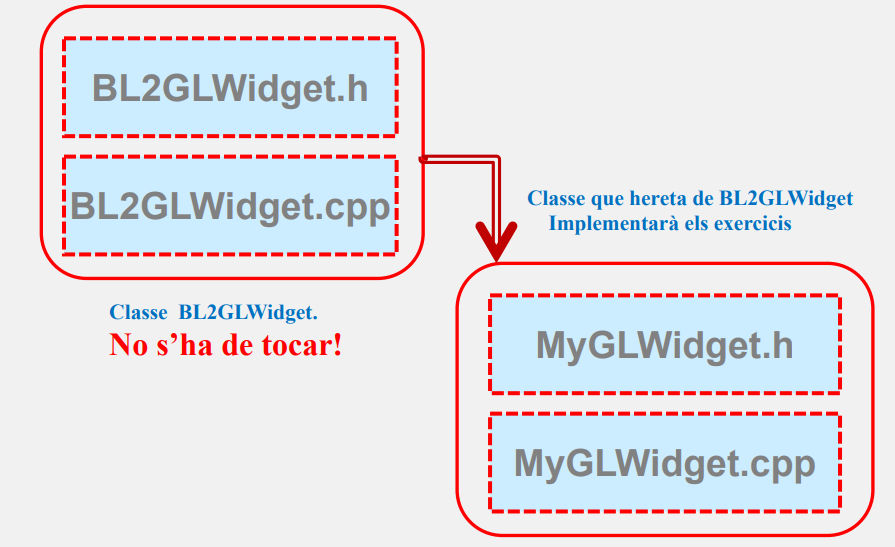 BL2GLWidget.h
BL2GLWidget.cpp
Classe BL2GLWidget.
No s’ha de tocar!
Classe que hereta de BL2GLWidget
Implementarà els exercicis
MyGLWidget.h
MyGLWidget.cpp